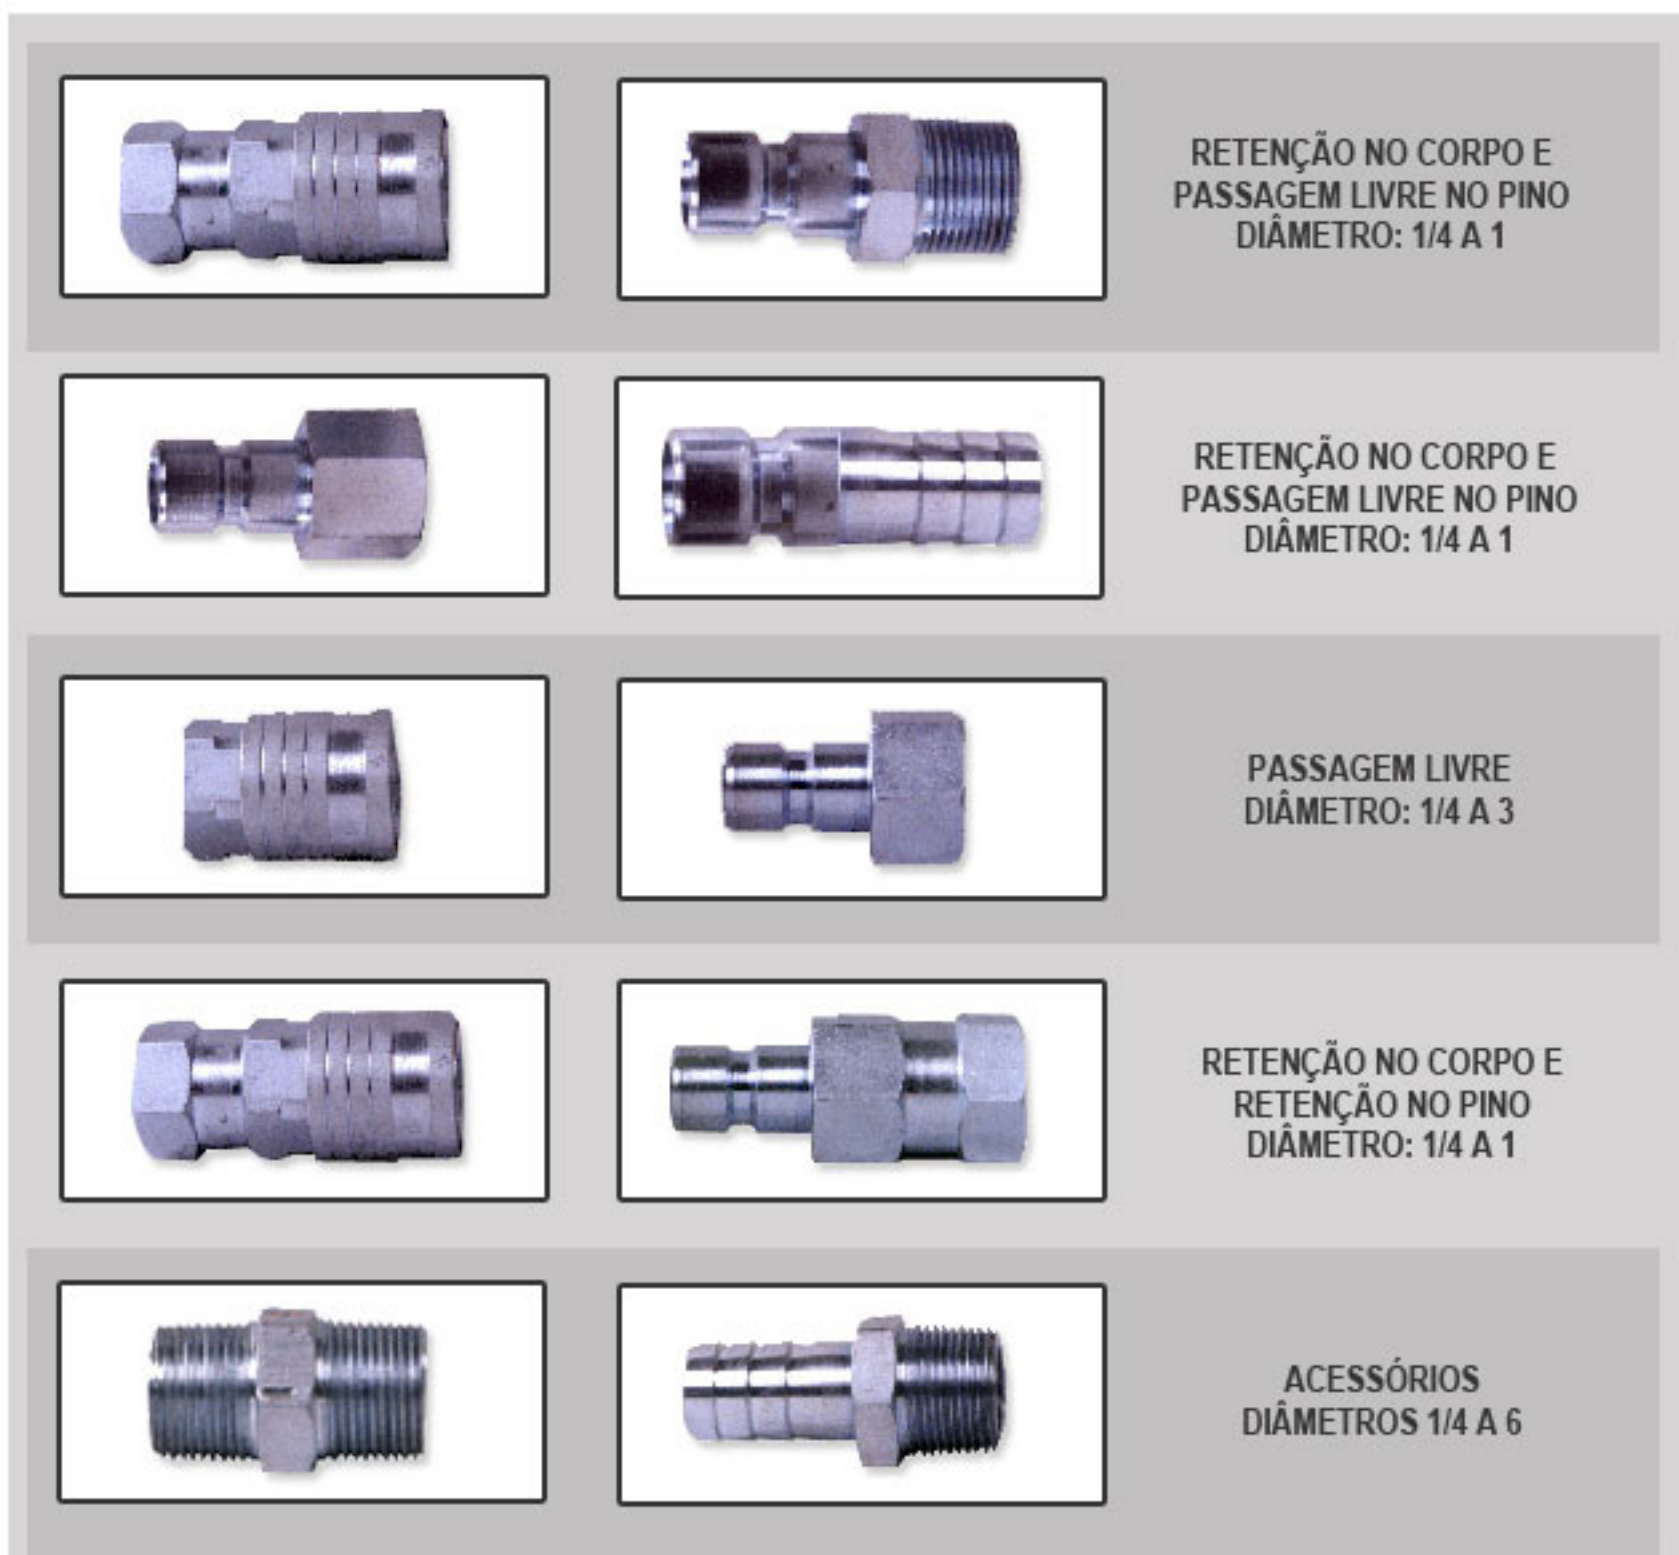 RETENÇÃO NO CORPO E
PASSAGEM LIVRE NO PINO
DIÂMETRO: 1/4 A 1
RETENÇÃO NO CORPO E
PASSAGEM LIVRE NO PINO
DIÂMETRO: 1/4 A 1
PASSAGEM LIVRE
DIÂMETRO: 1/4 A 3
RETENÇÃO NO CORPO E
RETENÇÃO NO PINO
DIÂMETRO: 1/4 A 1
ACESSÓRIOS
DIÂMETROS 1/4 A 6